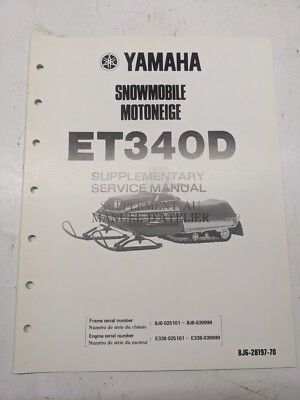 YAMAHA
SNOWMOBILE
MOTONEIGE
ET340D
SUPPLEMENTARY
SERVICE MANUAL
SUPPLEMENT AU
MANUEL D'ATELIER
Frame serial number 8J6-025101 ~ 8J6-039999
Numéro de série du châssis
Engine serial number E338-025101 ~ E338-039999
Numéro de série du moteur
8J6-28197-70